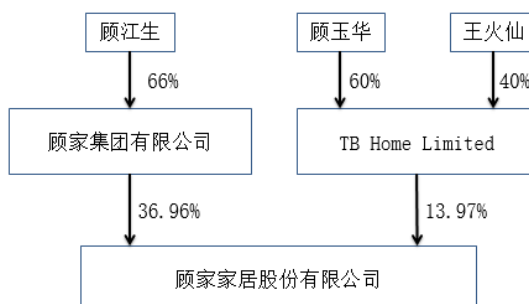 顾江生
顾玉华
王火仙
66%
60%
40%
顾家集团有限公司
TB Home Limited
36.96%
13.97%
顾家家居股份有限公司